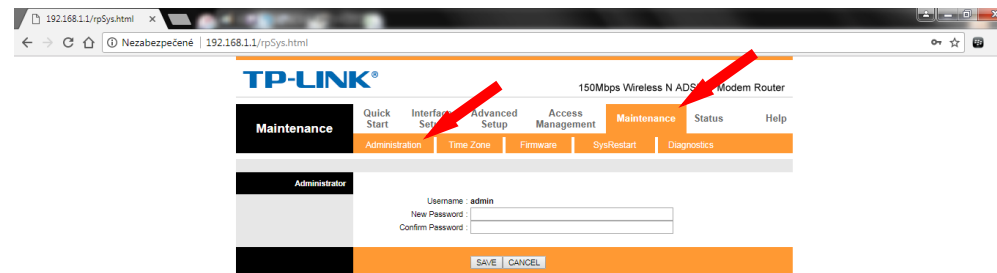 192.168.1.1/rpSys.html
Nezabezpečené 192.168.1.1/rpSys.html
TP-LINK®
150Mbps Wireless N Modem Router
Quick Start Advanced Setup Access Management Maintenance Status Help
Maintenance
Administration Time Zone Firmware SysRestart Diagnostics
Administrator
Username : admin
New Password :
Confirm Password :
SAVE CANCEL